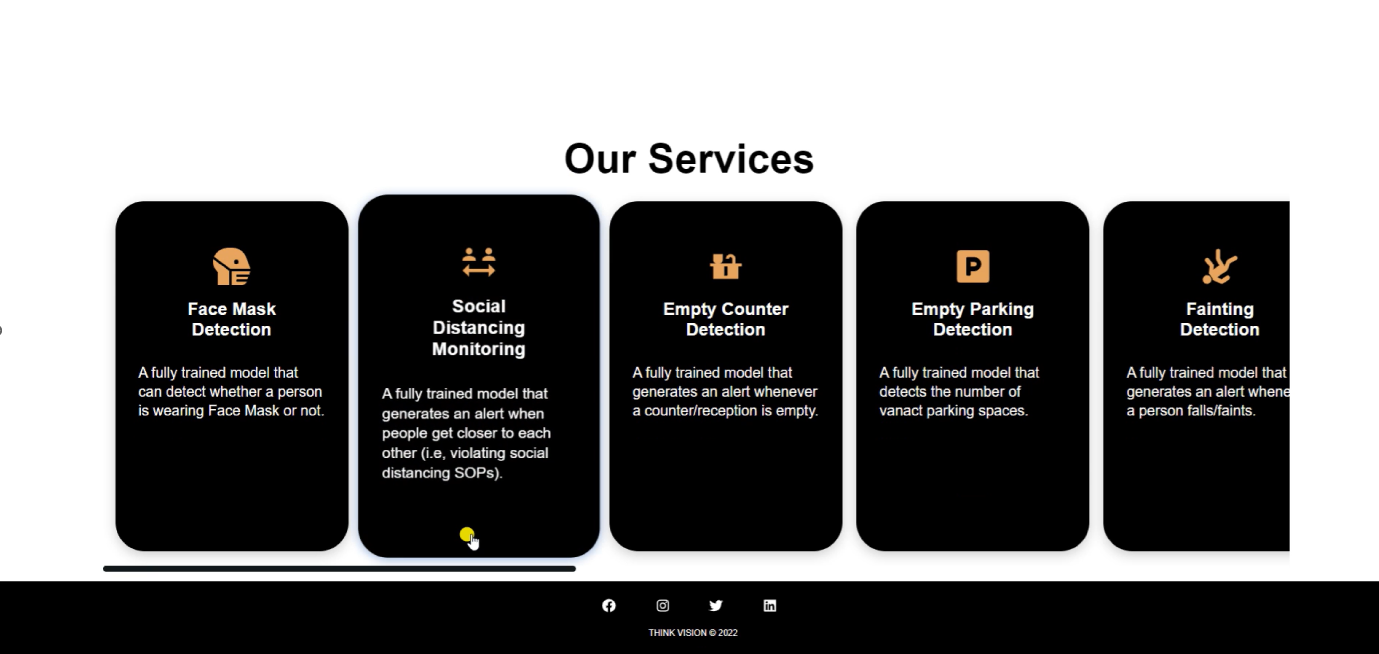 Our Services
Face Mask
Detection
A fully trained model that
can detect whether a person
is wearing Face Mask or not.
Social
Distancing
Monitoring
A fully trained model that
generates an alert when
people get closer to each
other (i.e, violating social
distancing SOPs).
Empty Counter
Detection
A fully trained model that
generates an alert whenever
a counter/reception is empty.
P
Empty Parking
Detection
A fully trained model that
detects the number of
vanact parking spaces.
Fainting
Detection
A fully trained model that
generates an alert whene
a person falls/faints.
THINK VISION © 2022